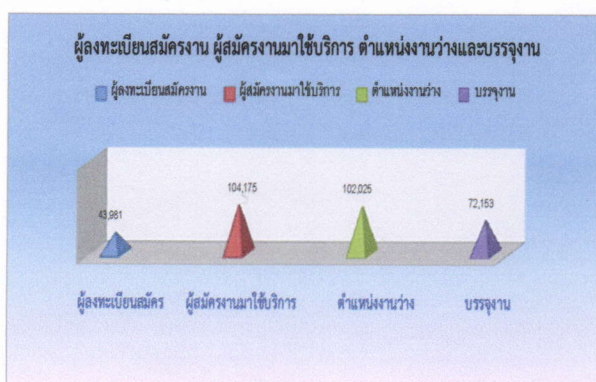 ผู้ลงทะเบียนสมัครงาน ผู้สมัครงานมาใช้บริการ ตำแหน่งงานว่างและบรรจุงาน
ผู้ลงทะเบียนสมัครงาน ผู้สมัครงานมาใช้บริการ ตำแหน่งงานว่าง บรรจุงาน
43,981 104,175 102,025 72,153
ผู้ลงทะเบียนสมัคร ผู้สมัครงานมาใช้บริการ ตำแหน่งงานว่าง บรรจุงาน